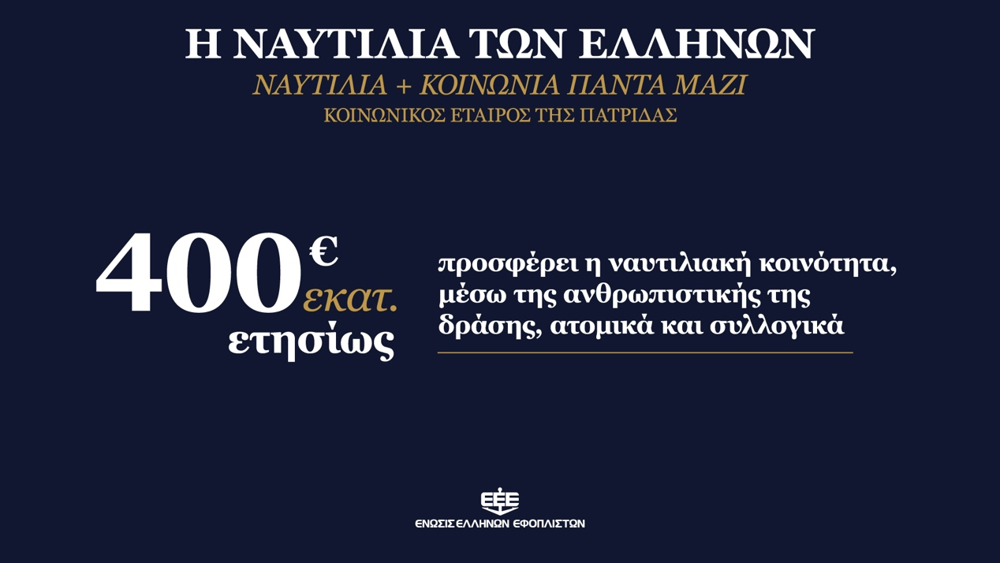 Η ΝΑΥΤΙΛΙΑ ΤΩΝ ΕΛΛΗΝΩΝ
ΝΑΥΤΙΛΙΑ + ΚΟΙΝΩΝΙΑ ΠΑΝΤΑ ΜΑΖΙ
ΚΟΙΝΩΝΙΚΟΣ ΕΤΑΙΡΟΣ ΤΗΣ ΠΑΤΡΙΔΑΣ
400 €
εκατ.
ετησίως
προσφέρει η ναυτιλιακή κοινότητα,
μέσω της ανθρωπιστικής της
δράσης, ατομικά και συλλογικά
ΕΕΕ
ΕΝΩΣΙΣ ΕΛΛΗΝΩΝ ΕΦΟΠΛΙΣΤΩΝ